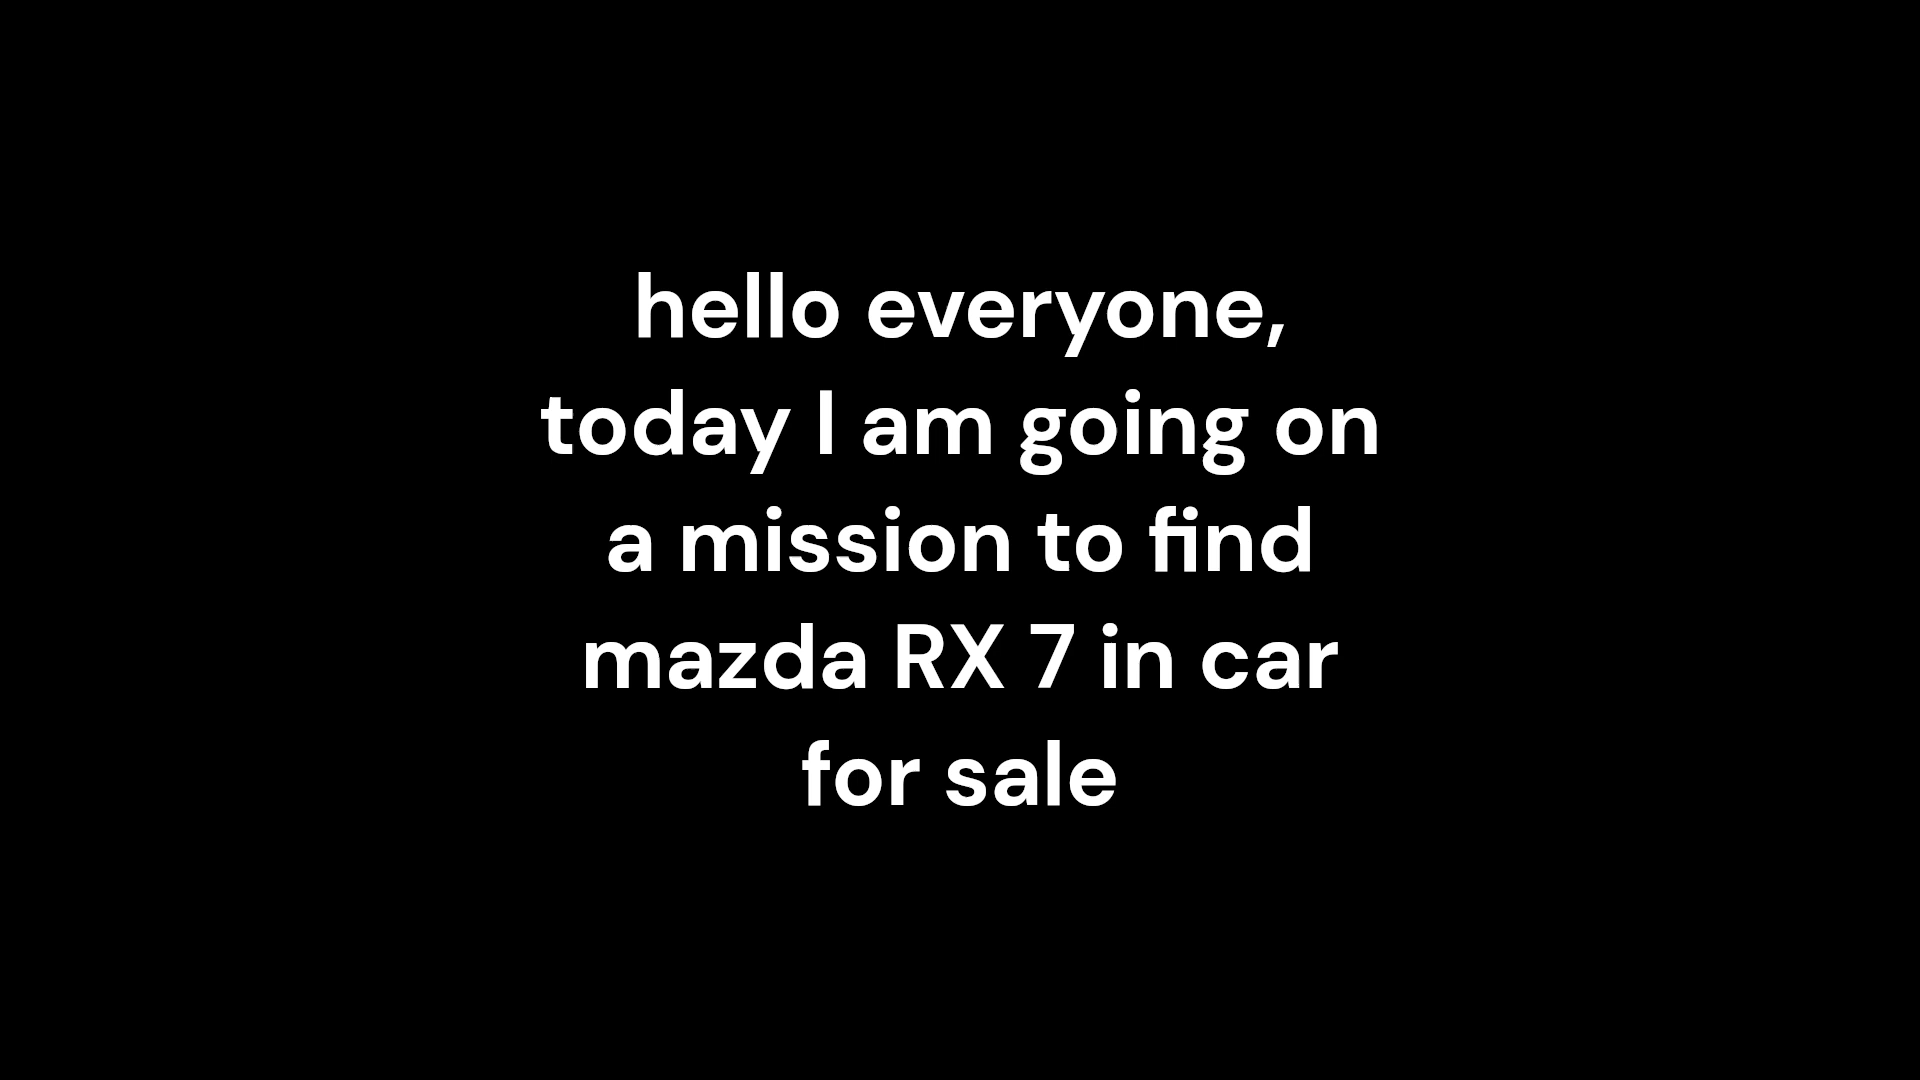 hello everyone,
today I am going on
a mission to find
mazda RX 7 in car
for sale